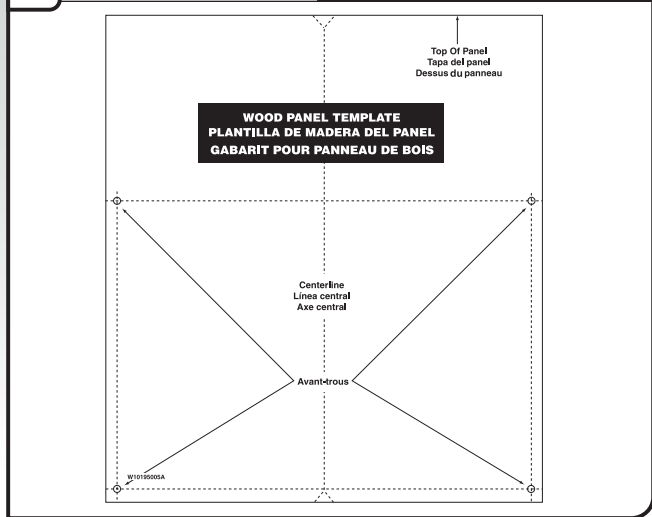 Top Of Panel
Tapa del panel
Dessus du panneau
WOOD PANEL TEMPLATE
PLANTILLA DE MADERA DEL PANEL
GABARIT POUR PANNEAU DE BOIS
Centerline
Línea central
Axe central
Avant-trous
W10195005A